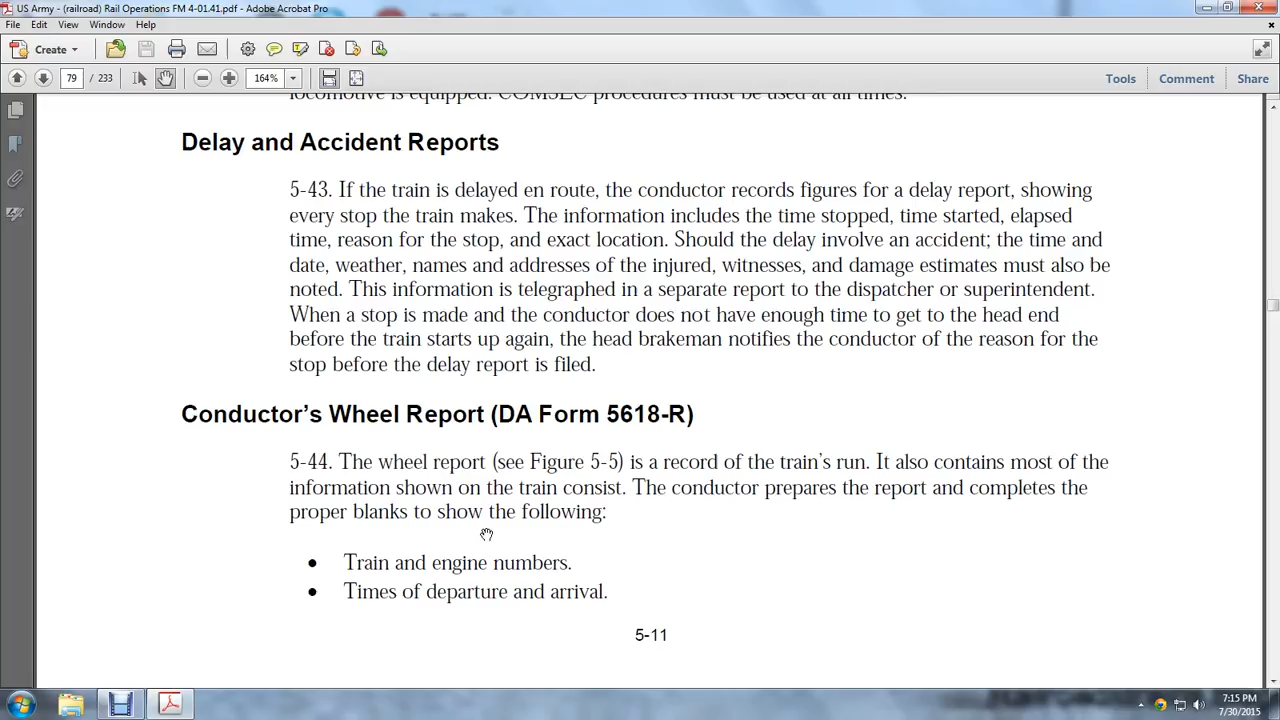 US Army - (railroad) Rail Operations FM 4-01.41.pdf - Adobe Acrobat Pro
File Edit View Window Help
Create
79 / 233 164% Tools Comment Share
locomotive is equipped. COMSEC procedures must be used at all times.
Delay and Accident Reports
5-43. If the train is delayed en route, the conductor records figures for a delay report, showing
every stop the train makes. The information includes the time stopped, time started, elapsed
time, reason for the stop, and exact location. Should the delay involve an accident; the time and
date, weather, names and addresses of the injured, witnesses, and damage estimates must also be
noted. This information is telegraphed in a separate report to the dispatcher or superintendent.
When a stop is made and the conductor does not have enough time to get to the head end
before the train starts up again, the head brakeman notifies the conductor of the reason for the
stop before the delay report is filed.
Conductor's Wheel Report (DA Form 5618-R)
5-44. The wheel report (see Figure 5-5) is a record of the train's run. It also contains most of the
information shown on the train consist. The conductor prepares the report and completes the
proper blanks to show the following:
• Train and engine numbers.
• Times of departure and arrival.
5-11
7:15 PM
7/30/2015